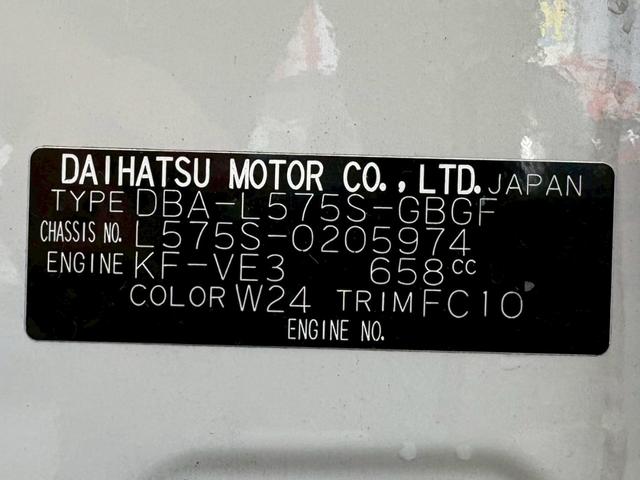 DAIHATSU MOTOR CO., LTD. JAPAN
TYPE DBA-L575S-GBGF
CHASSIS NO. L575S-0205974
ENGINE KF-VE3 658cc
COLOR W24 TRIM FC10
ENGINE NO.